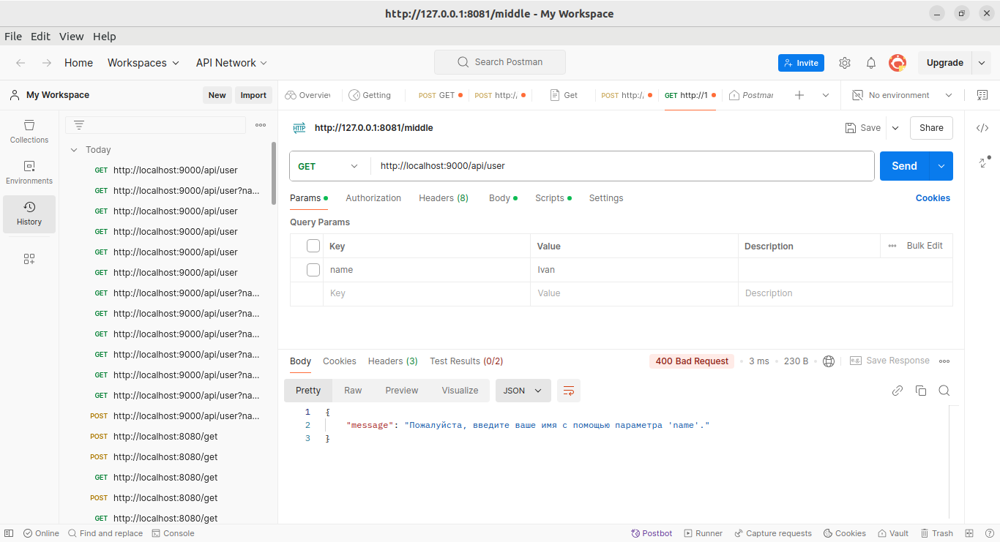 http://127.0.0.1:8081/middle - My Workspace
File Edit View Help
Home Workspaces API Network Search Postman Invite Upgrade
My Workspace New Import
Overview Getting POST GET POST http:/ Get POST http:/ GET http://1 Postman No environment
Collections
Environments
History
Today
GET http://localhost:9000/api/user
GET http://localhost:9000/api/user?na...
GET http://localhost:9000/api/user
GET http://localhost:9000/api/user
GET http://localhost:9000/api/user
GET http://localhost:9000/api/user
GET http://localhost:9000/api/user?na...
GET http://localhost:9000/api/user?na...
GET http://localhost:9000/api/user?na...
GET http://localhost:9000/api/user?na...
GET http://localhost:9000/api/user?na...
GET http://localhost:9000/api/user?na...
POST http://localhost:9000/api/user?na...
POST http://localhost:8080/get
POST http://localhost:8080/get
GET http://localhost:8080/get
POST http://localhost:8080/get
GET http://localhost:8080/get
HTTP http://127.0.0.1:8081/middle Save Share
GET http://localhost:9000/api/user Send
Params Authorization Headers (8) Body Scripts Settings Cookies
Query Params
Key Value Description Bulk Edit
name Ivan
Key Value Description
Body Cookies Headers (3) Test Results (0/2) 400 Bad Request 3 ms 230 B e.g. Save Response
Pretty Raw Preview Visualize JSON
1 {
2 "message": "Пожалуйста, введите ваше имя с помощью параметра 'name'."
3 }
Online Find and replace Console Postbot Runner Capture requests Cookies Vault Trash